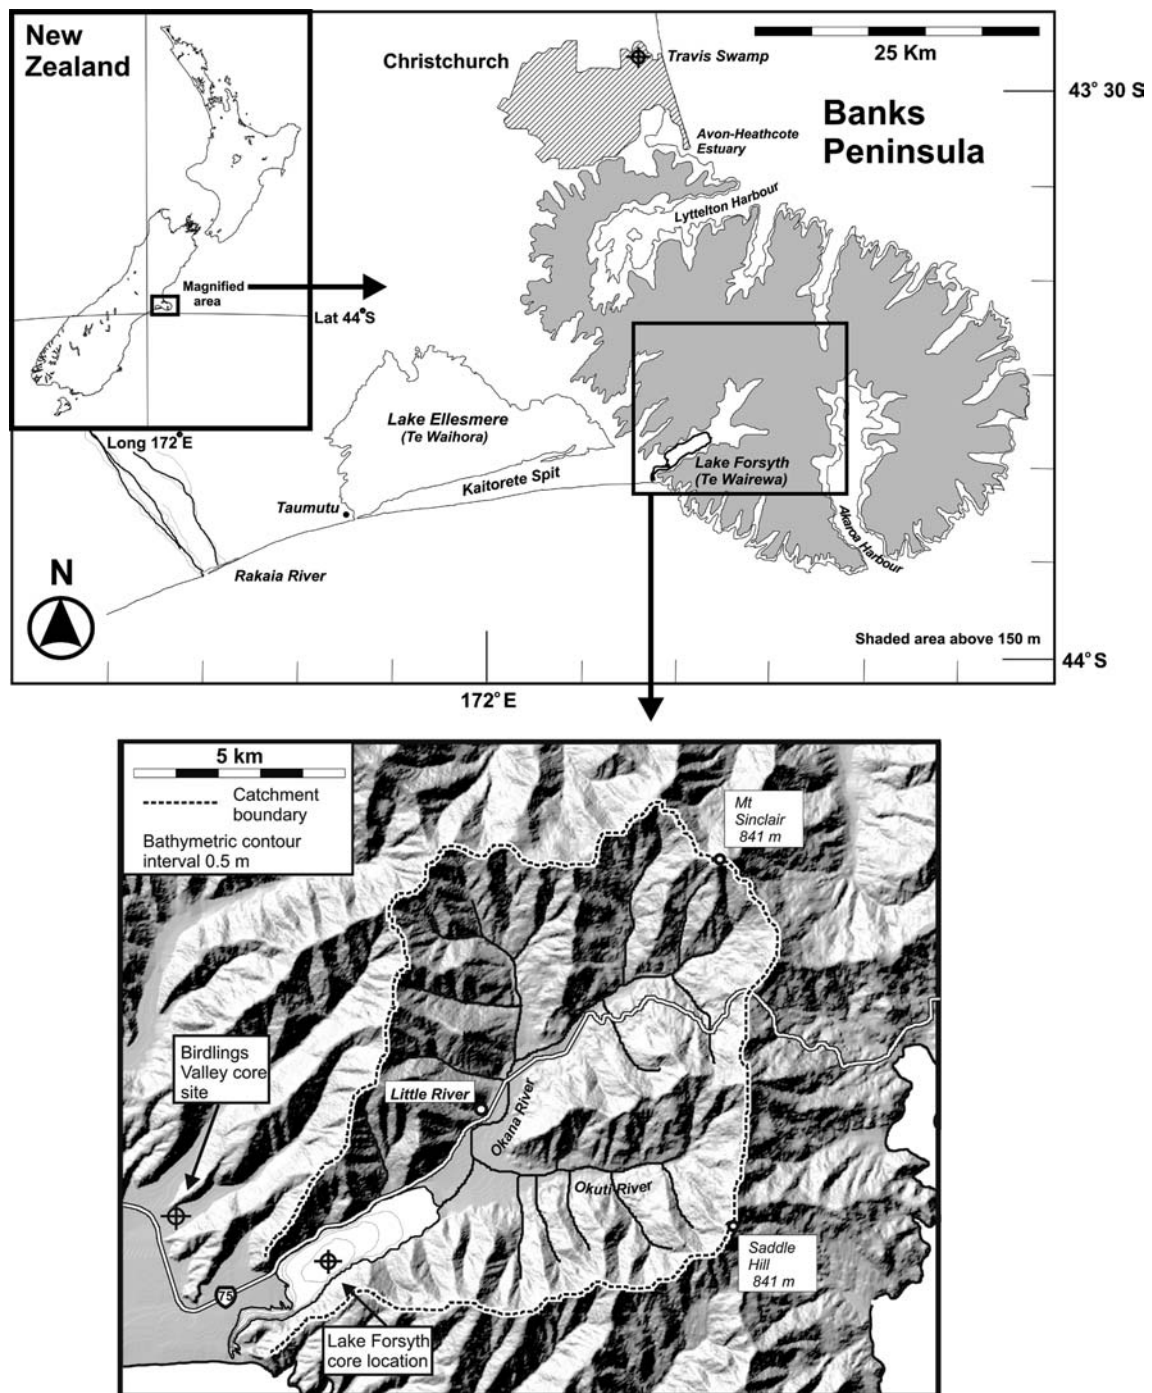 New
Zealand
Magnified
area
Lat 44°S
Long 172°E
Christchurch
Travis Swamp
25 Km
43° 30 S
Banks
Peninsula
Avon-Heathcote
Estuary
Lyttelton Harbour
Lake Ellesmere
(Te Waihora)
Kaitorete Spit
Lake Forsyth
(Te Wairewa)
Taumutu
Akaroa Harbour
Rakaia River
N
Shaded area above 150 m
44°S
172°E
5 km
Catchment
boundary
Bathymetric contour
interval 0.5 m
Mt
Sinclair
841 m
Birdlings
Valley core
site
Little River
Okana River
Okuti River
Saddle
Hill
841 m
75
Lake Forsyth
core location